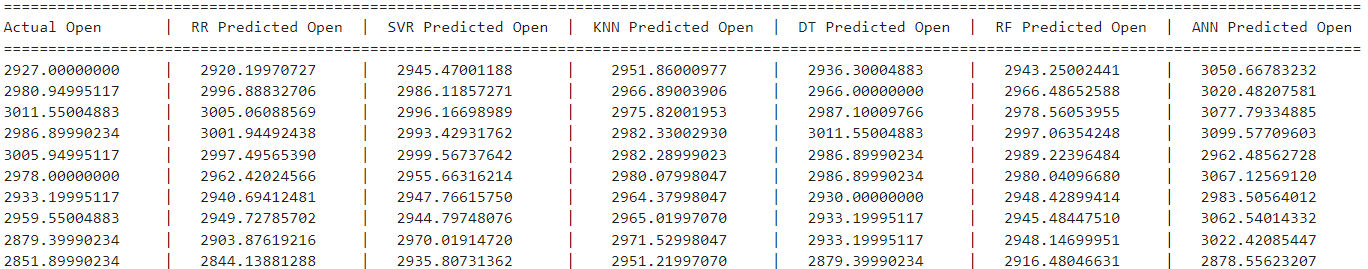 Actual Open | RR Predicted Open | SVR Predicted Open | KNN Predicted Open | DT Predicted Open | RF Predicted Open | ANN Predicted Open
2927.00000000 | 2920.19970727 | 2945.47001188 | 2951.86000977 | 2936.30004883 | 2943.25002441 | 3050.66783232
2980.94995117 | 2996.88832706 | 2986.11857271 | 2966.89003906 | 2966.00000000 | 2966.48652588 | 3020.48207581
3011.55004883 | 3005.06088569 | 2996.16698989 | 2975.82001953 | 2987.10009766 | 2978.56053955 | 3077.79334885
2986.89990234 | 3001.94492438 | 2993.42931762 | 2982.33002930 | 3011.55004883 | 2997.06354248 | 3099.57709603
3005.94995117 | 2997.49565390 | 2999.56737642 | 2982.28999023 | 2986.89990234 | 2989.22396484 | 2962.48562728
2978.00000000 | 2962.42024566 | 2955.66316214 | 2980.07998047 | 2986.89990234 | 2980.04096680 | 3067.12569120
2933.19995117 | 2940.69412481 | 2947.76615750 | 2964.37998047 | 2930.00000000 | 2948.42899414 | 2983.50564012
2959.55004883 | 2949.72785702 | 2944.79748076 | 2965.01997070 | 2933.19995117 | 2945.48447510 | 3062.54014332
2879.39990234 | 2903.87619216 | 2970.01914720 | 2971.52998047 | 2933.19995117 | 2948.14699951 | 3022.42085447
2851.89990234 | 2844.13881288 | 2935.80731362 | 2951.21997070 | 2879.39990234 | 2916.48046631 | 2878.55623207